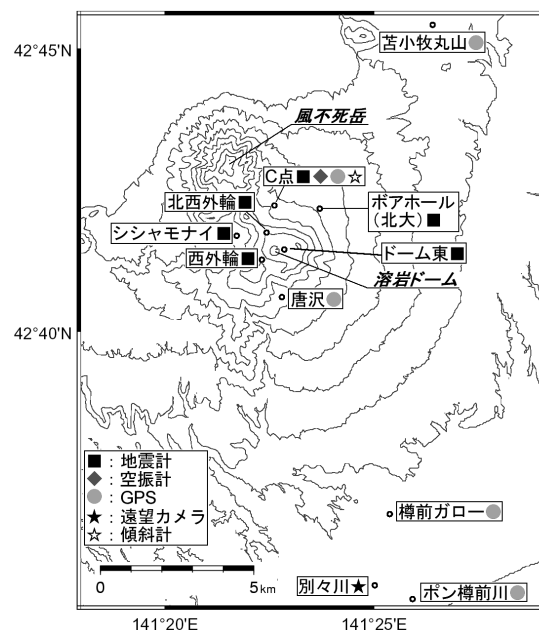 42°45'N
苫小牧丸山
風不死岳
C点
北西外輪
ボアホール
(北大)
シシャモナイ
ドーム東
西外輪
溶岩ドーム
唐沢
42°40'N
: 地震計
: 空振計
: GPS
: 遠望カメラ
: 傾斜計
樽前ガロー
0 5km
別々川
ポン樽前川
141°20'E 141°25'E